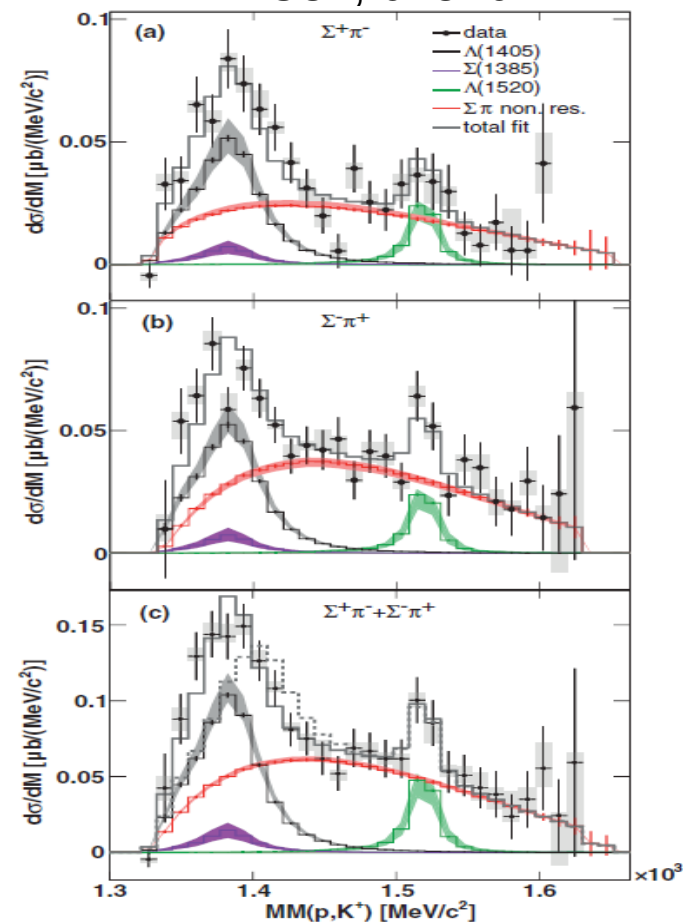 0.1
(a)
Σ⁺π⁻
data
Λ(1405)
Σ(1385)
Λ(1520)
Σπ non. res.
total fit
0.05
0
dσ/dM [μb/(MeV/c²)]
0.1
(b)
Σ⁻π⁺
0.05
0
dσ/dM [μb/(MeV/c²)]
(c)
Σ⁺π⁻+Σ⁻π⁺
0.15
0.1
0.05
0
dσ/dM [μb/(MeV/c²)]
×10³
1.3 1.4 1.5 1.6
MM(p,K⁺) [MeV/c²]